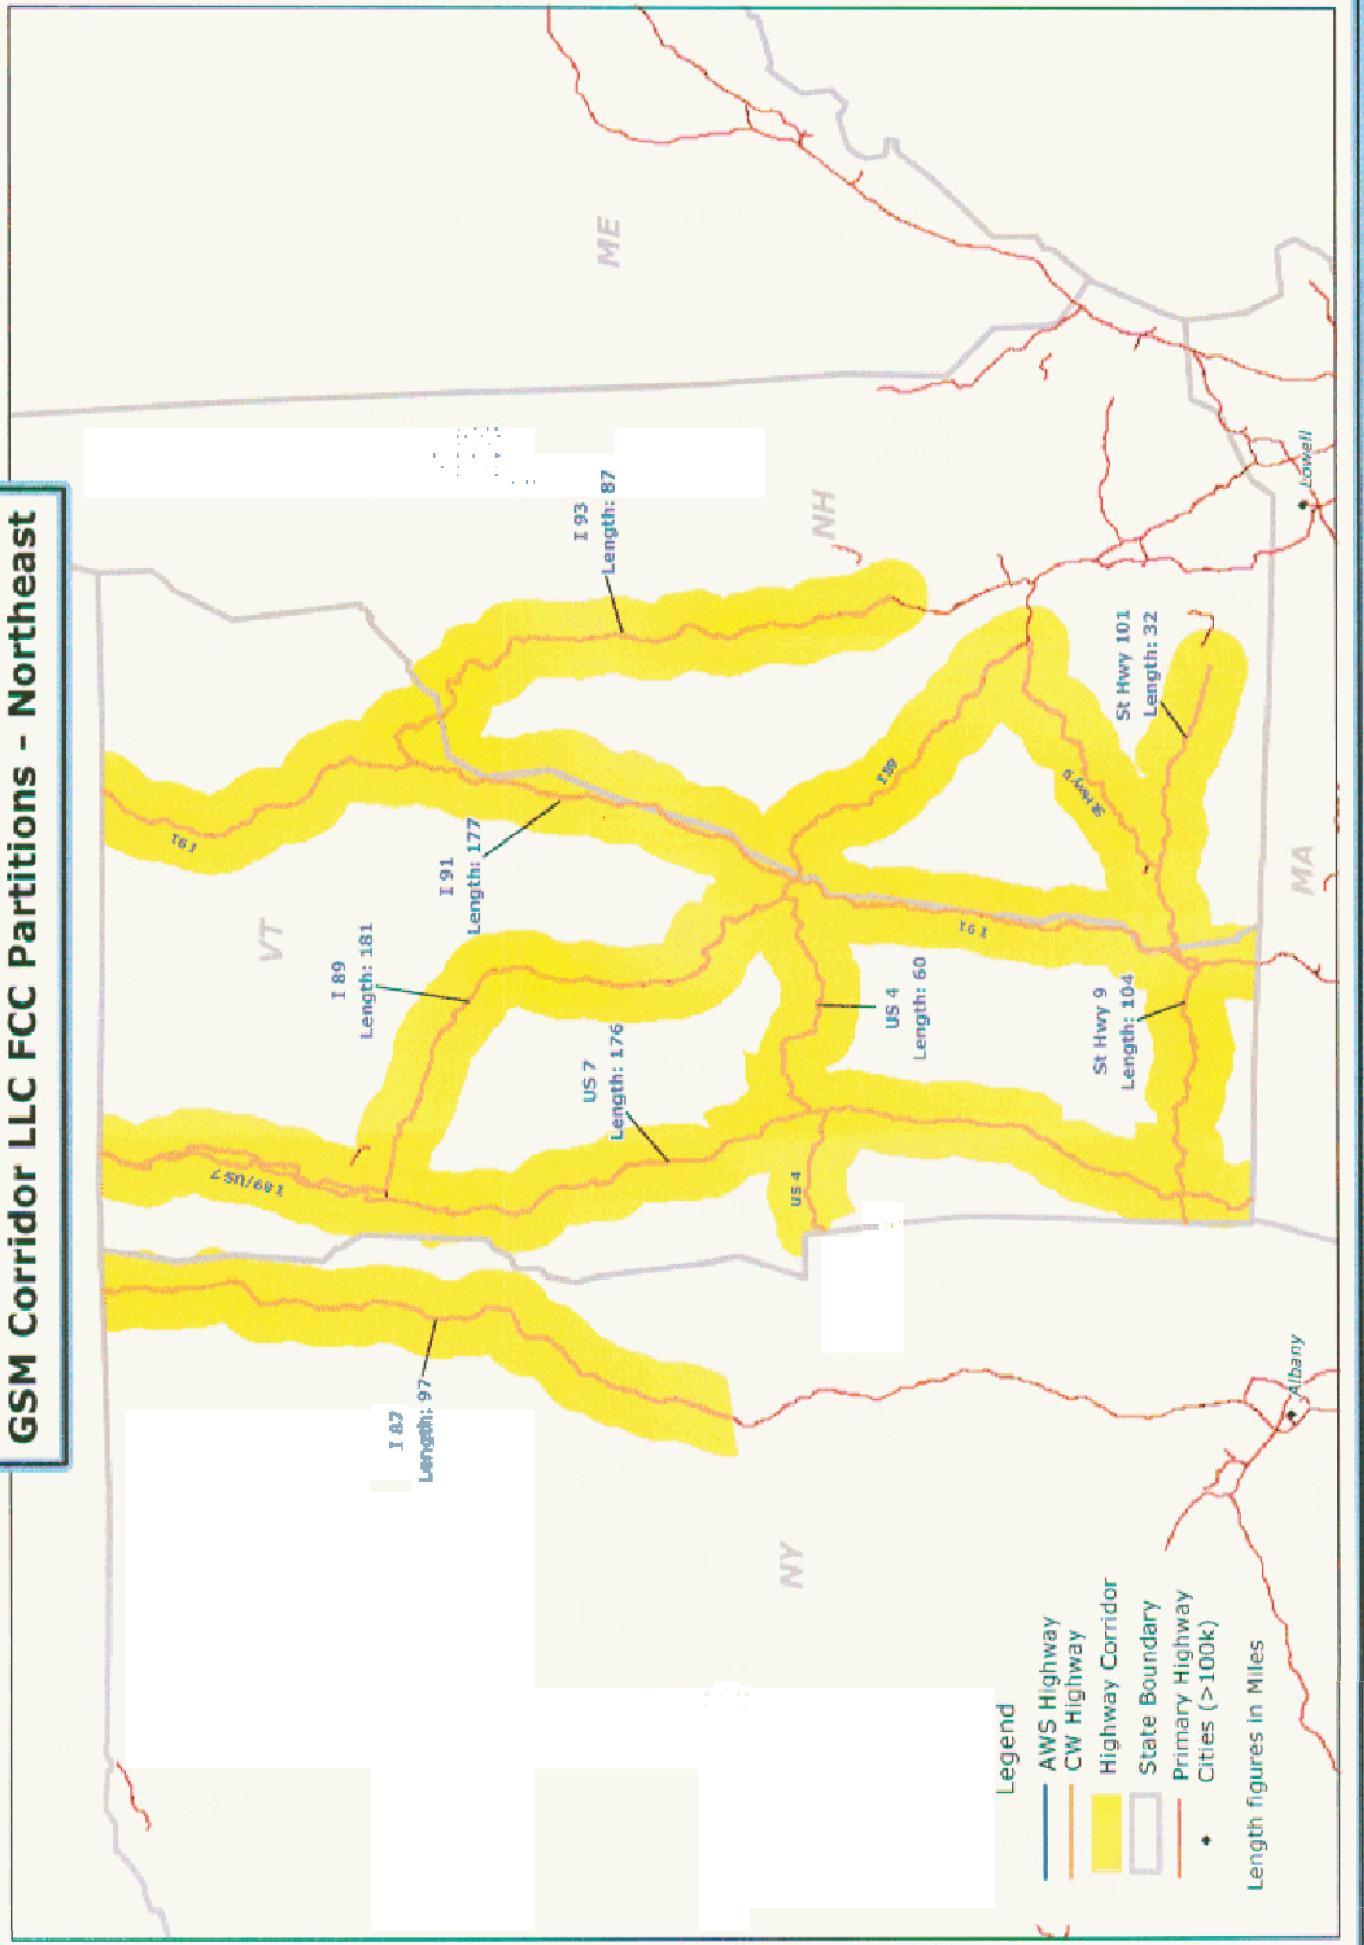 GSM Corridor LLC FCC Partitions - Northeast
I 87
Length: 97
I 89/US 7
I 89
Length: 181
VT
I 91
I 91
Length: 177
US 7
Length: 176
I 93
Length: 87
ME
NH
NY
US 4
US 4
Length: 60
I 89
I 91
St Hwy 9
St Hwy 9
Length: 104
St Hwy 101
Length: 32
MA
Albany
Lowell
Legend
AWS Highway
CW Highway
Highway Corridor
State Boundary
Primary Highway
Cities (>100k)
Length figures in Miles